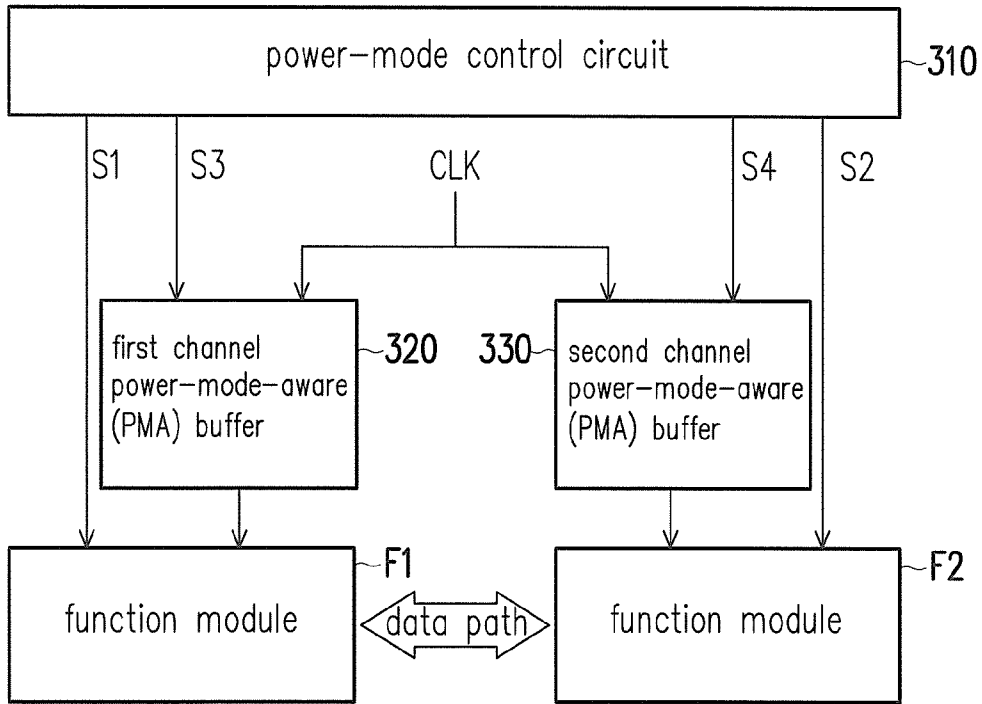 power-mode control circuit
310
S1
S3
CLK
S4
S2
first channel
power-mode-aware
(PMA) buffer
320
330
second channel
power-mode-aware
(PMA) buffer
F1
F2
function module
data path
function module